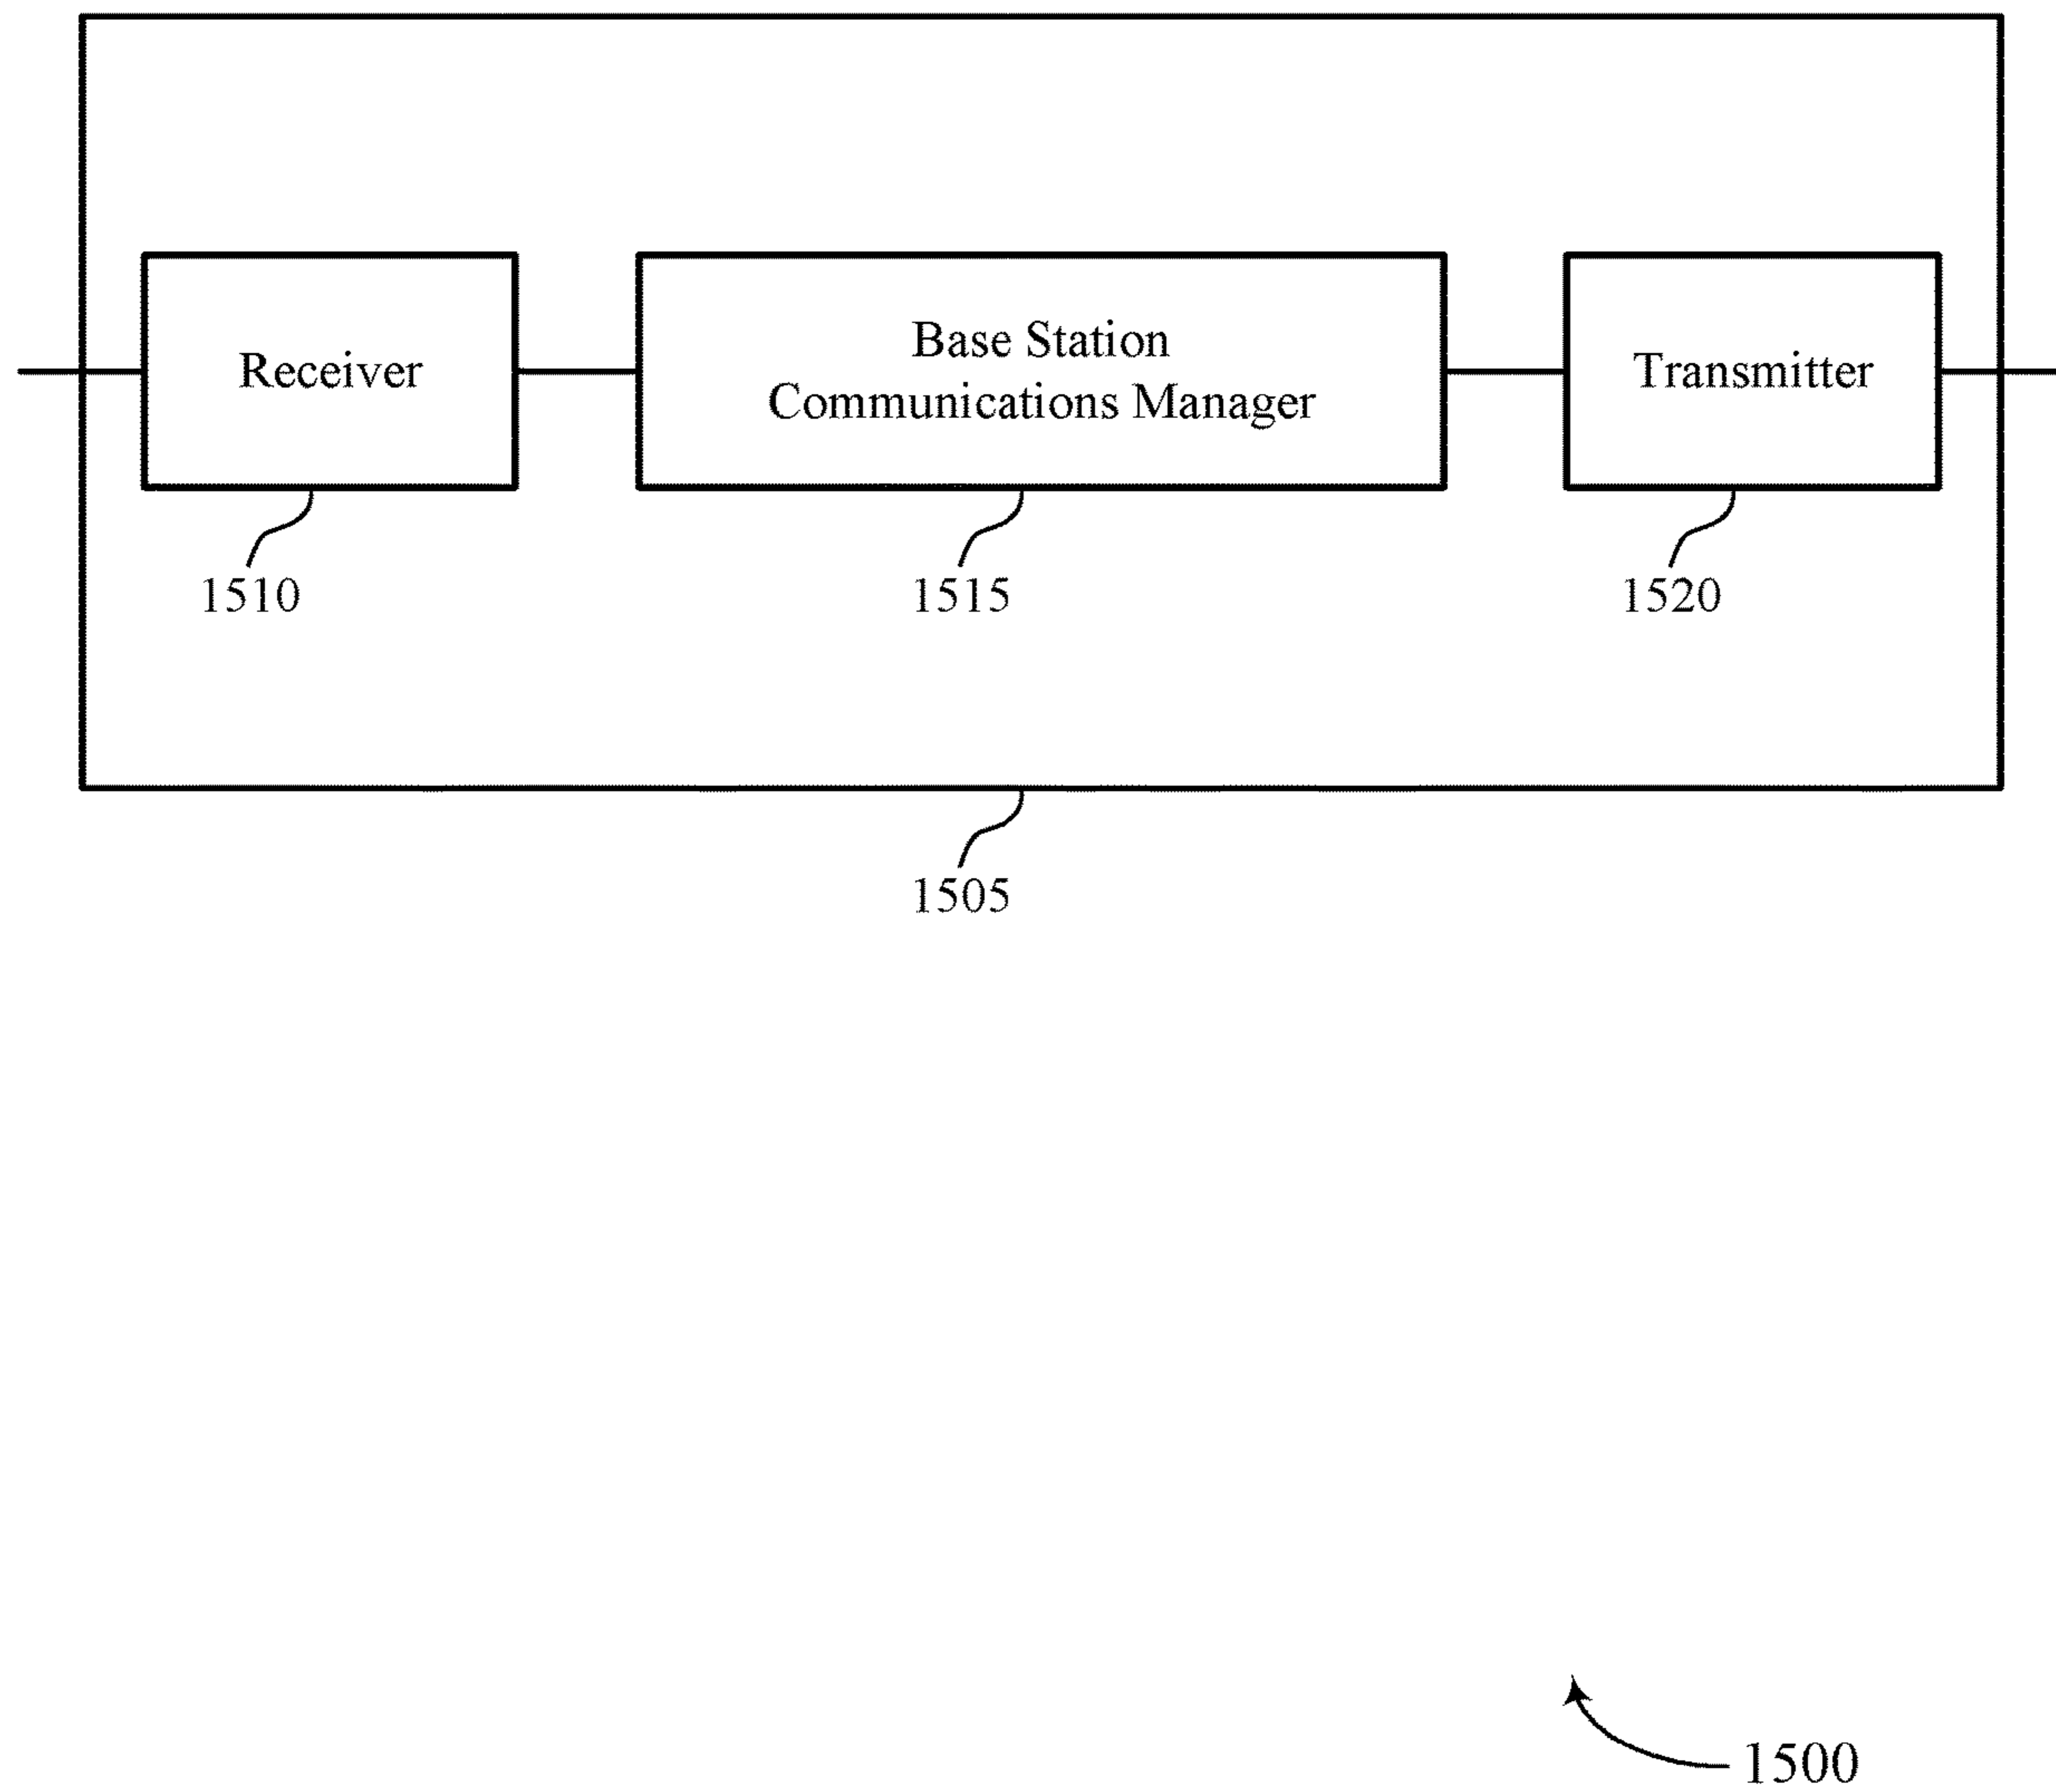 Receiver
Base Station
Communications Manager
Transmitter
1510
1515
1520
1505
1500